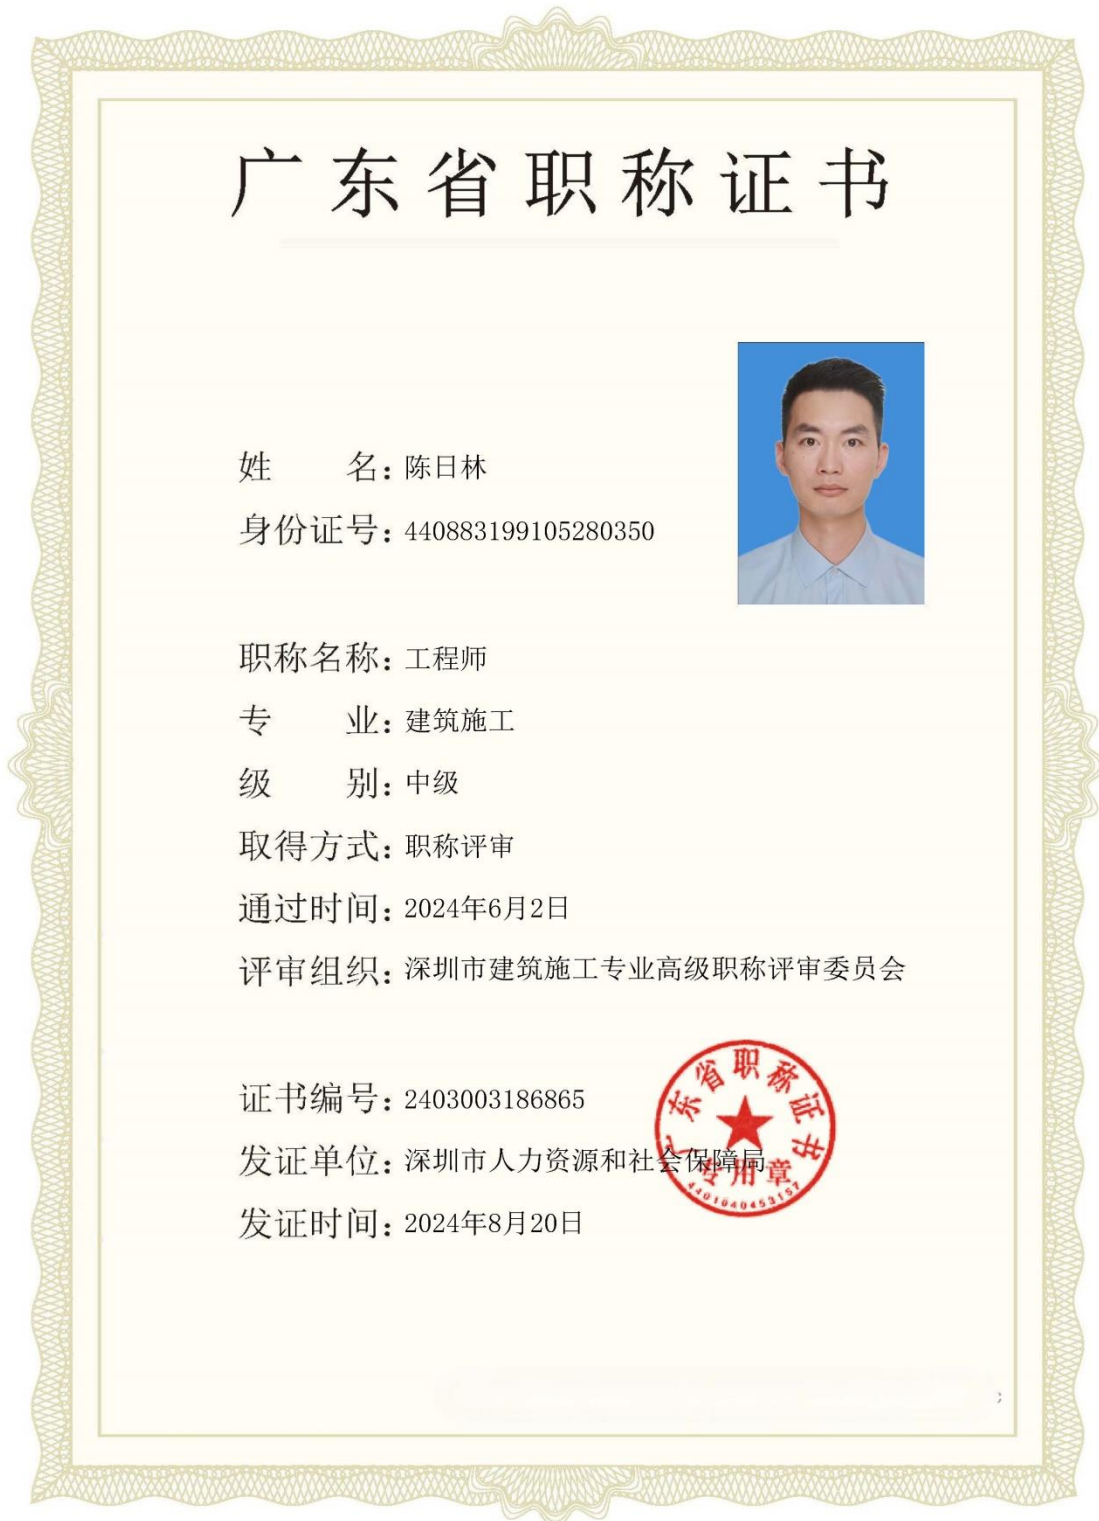 广东省职称证书
姓名：陈日林
身份证号：440883199105280350
职称名称：工程师
专业：建筑施工
级别：中级
取得方式：职称评审
通过时间：2024年6月2日
评审组织：深圳市建筑施工专业高级职称评审委员会
证书编号：2403003186865
发证单位：深圳市人力资源和社会保障局
发证时间：2024年8月20日
广东省职称证书
专用章
4401040453157